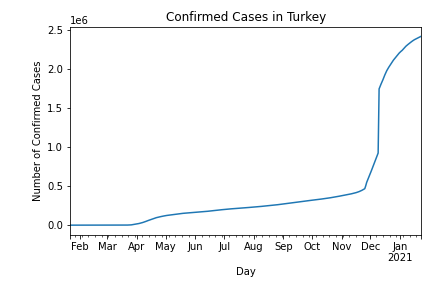 Confirmed Cases in Turkey
1e6
2.5
2.0
1.5
1.0
0.5
0.0
Number of Confirmed Cases
Feb Mar Apr May Jun Jul Aug Sep Oct Nov Dec Jan
2021
Day